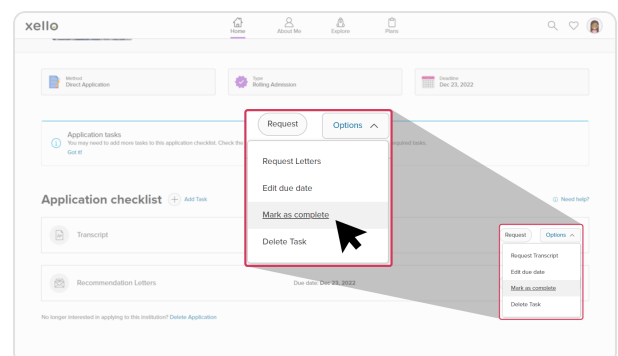 xello
Home
About Me
Explore
Plans
Method
Direct Application
Type
Rolling Admission
Deadline
Dec 23, 2022
Application tasks
You may need to add more tasks to this application checklist. Check the
quired tasks.
Got it!
Request
Options
Request Letters
Edit due date
Mark as complete
Delete Task
Application checklist
+ Add Task
Need help?
Transcript
Request
Options
Request Transcript
Edit due date
Mark as complete
Delete Task
Recommendation Letters
Due date: Dec 23, 2022
No longer interested in applying to this institution? Delete Application